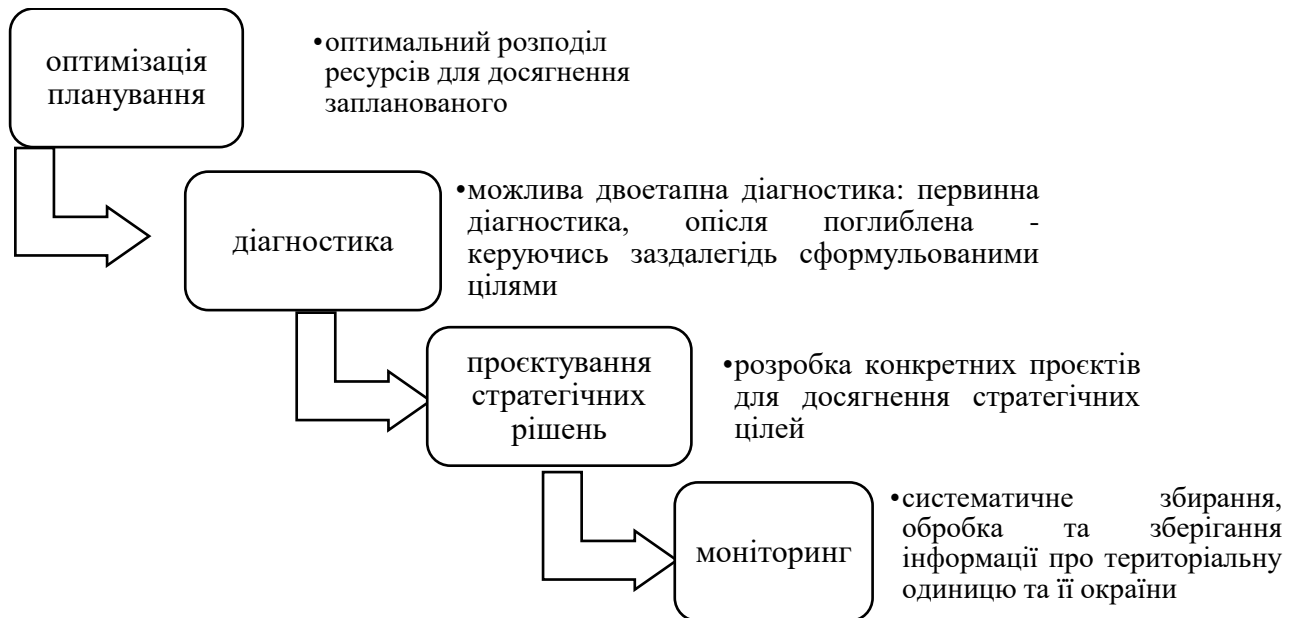 оптимізація
планування
•оптимальний розподіл
ресурсів для досягнення
запланованого
діагностика
•можлива двоетапна діагностика: первинна
діагностика, опісля поглиблена -
керуючись заздалегідь сформульованими
цілями
проєктування
стратегічних
рішень
•розробка конкретних проєктів
для досягнення стратегічних
цілей
моніторинг
•систематичне збирання,
обробка та зберігання
інформації про територіальну
одиницю та її окраїни